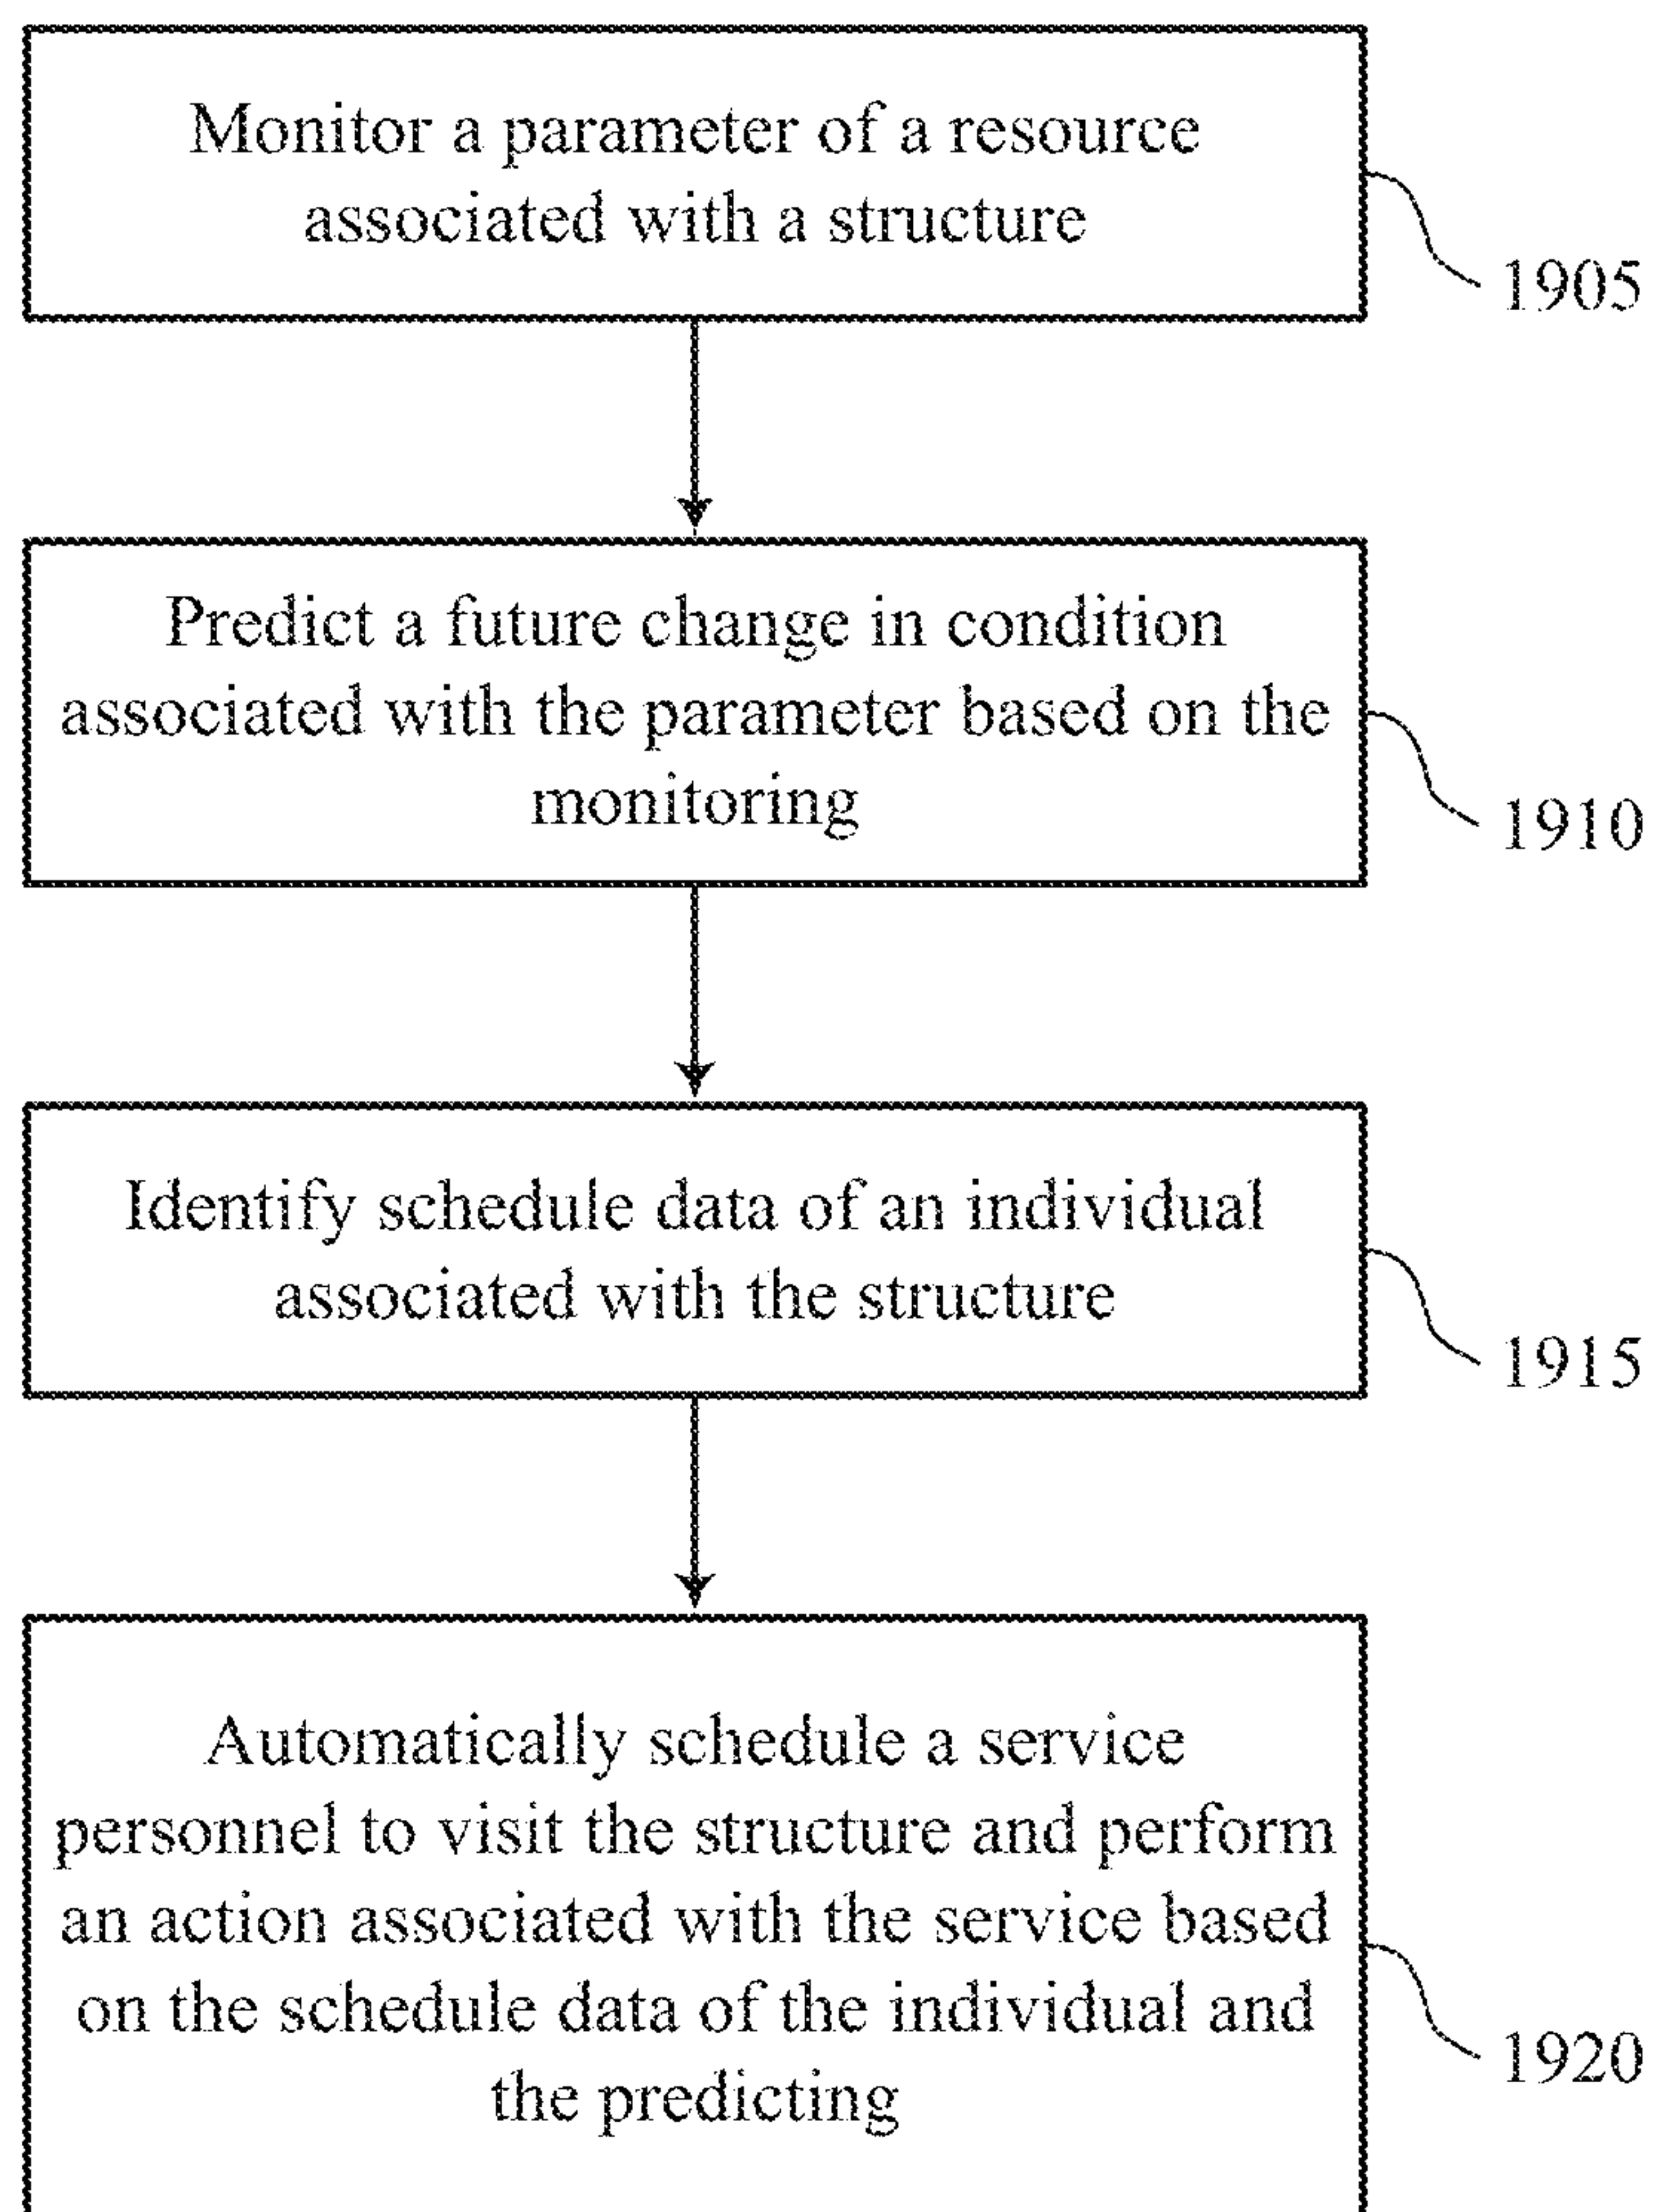 Monitor a parameter of a resource
associated with a structure
1905
Predict a future change in condition
associated with the parameter based on the
monitoring
1910
Identify schedule data of an individual
associated with the structure
1915
Automatically schedule a service
personnel to visit the structure and perform
an action associated with the service based
on the schedule data of the individual and
the predicting
1920